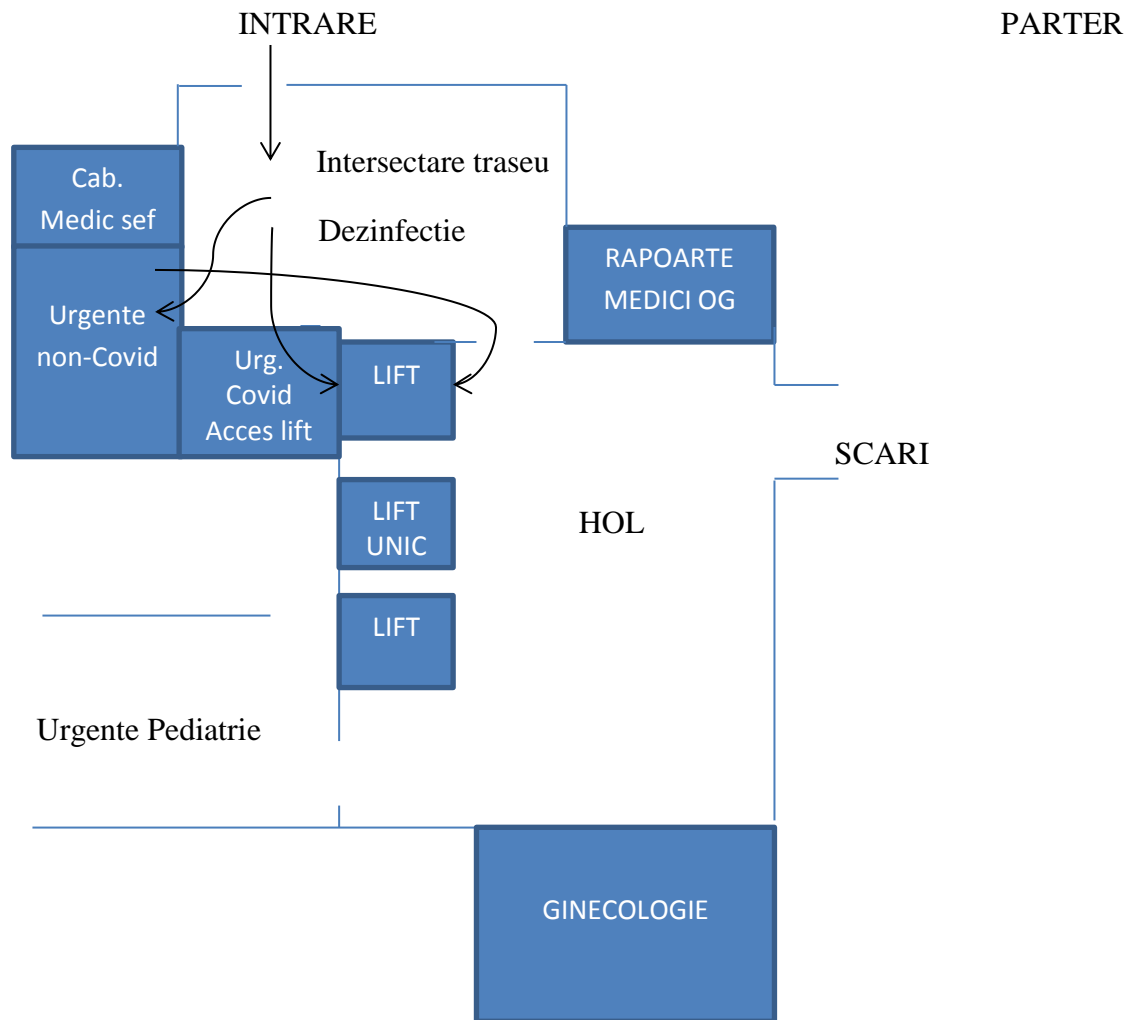 INTRARE
PARTER
Intersectare traseu
Cab.
Medic sef
Dezinfectie
RAPOARTE
MEDICI OG
Urgente
non-Covid
Urg.
Covid
Acces lift
LIFT
SCARI
LIFT
UNIC
HOL
LIFT
Urgente Pediatrie
GINECOLOGIE